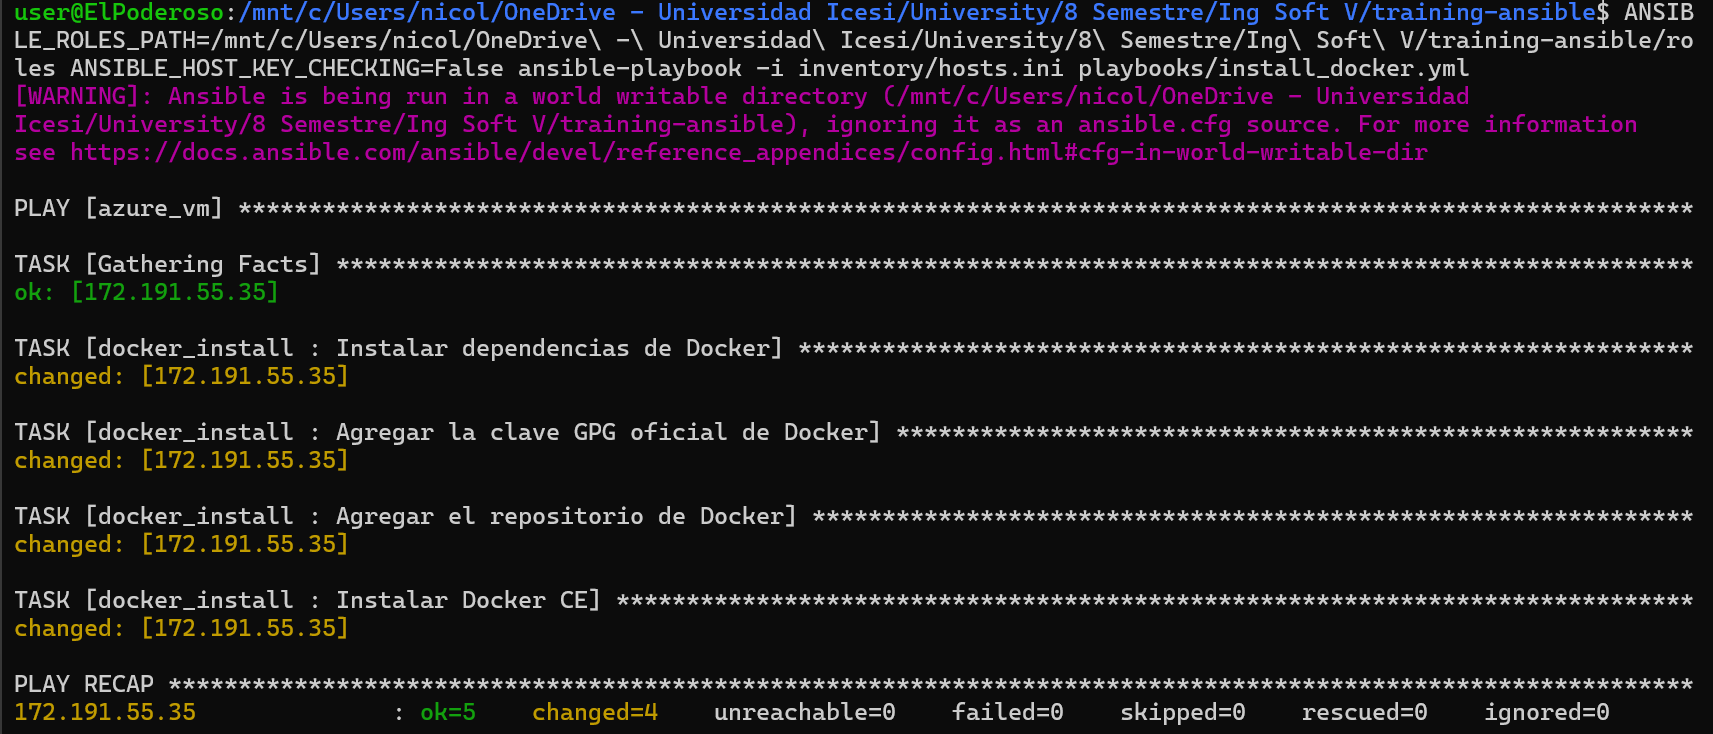 user@ElPoderoso:/mnt/c/Users/nicol/OneDrive - Universidad Icesi/University/8 Semestre/Ing Soft V/training-ansible$ ANSIB
LE_ROLES_PATH=/mnt/c/Users/nicol/OneDrive\ -\ Universidad\ Icesi/University/8\ Semestre/Ing\ Soft\ V/training-ansible/ro
les ANSIBLE_HOST_KEY_CHECKING=False ansible-playbook -i inventory/hosts.ini playbooks/install_docker.yml
[WARNING]: Ansible is being run in a world writable directory (/mnt/c/Users/nicol/OneDrive - Universidad
Icesi/University/8 Semestre/Ing Soft V/training-ansible), ignoring it as an ansible.cfg source. For more information
see https://docs.ansible.com/ansible/devel/reference_appendices/config.html#cfg-in-world-writable-dir
PLAY [azure_vm] ********************************************************************************************************
TASK [Gathering Facts] *************************************************************************************************
ok: [172.191.55.35]
TASK [docker_install : Instalar dependencias de Docker] ****************************************************************
changed: [172.191.55.35]
TASK [docker_install : Agregar la clave GPG oficial de Docker] *********************************************************
changed: [172.191.55.35]
TASK [docker_install : Agregar el repositorio de Docker] ***************************************************************
changed: [172.191.55.35]
TASK [docker_install : Instalar Docker CE] *****************************************************************************
changed: [172.191.55.35]
PLAY RECAP *************************************************************************************************************
172.191.55.35              : ok=5    changed=4    unreachable=0    failed=0    skipped=0    rescued=0    ignored=0